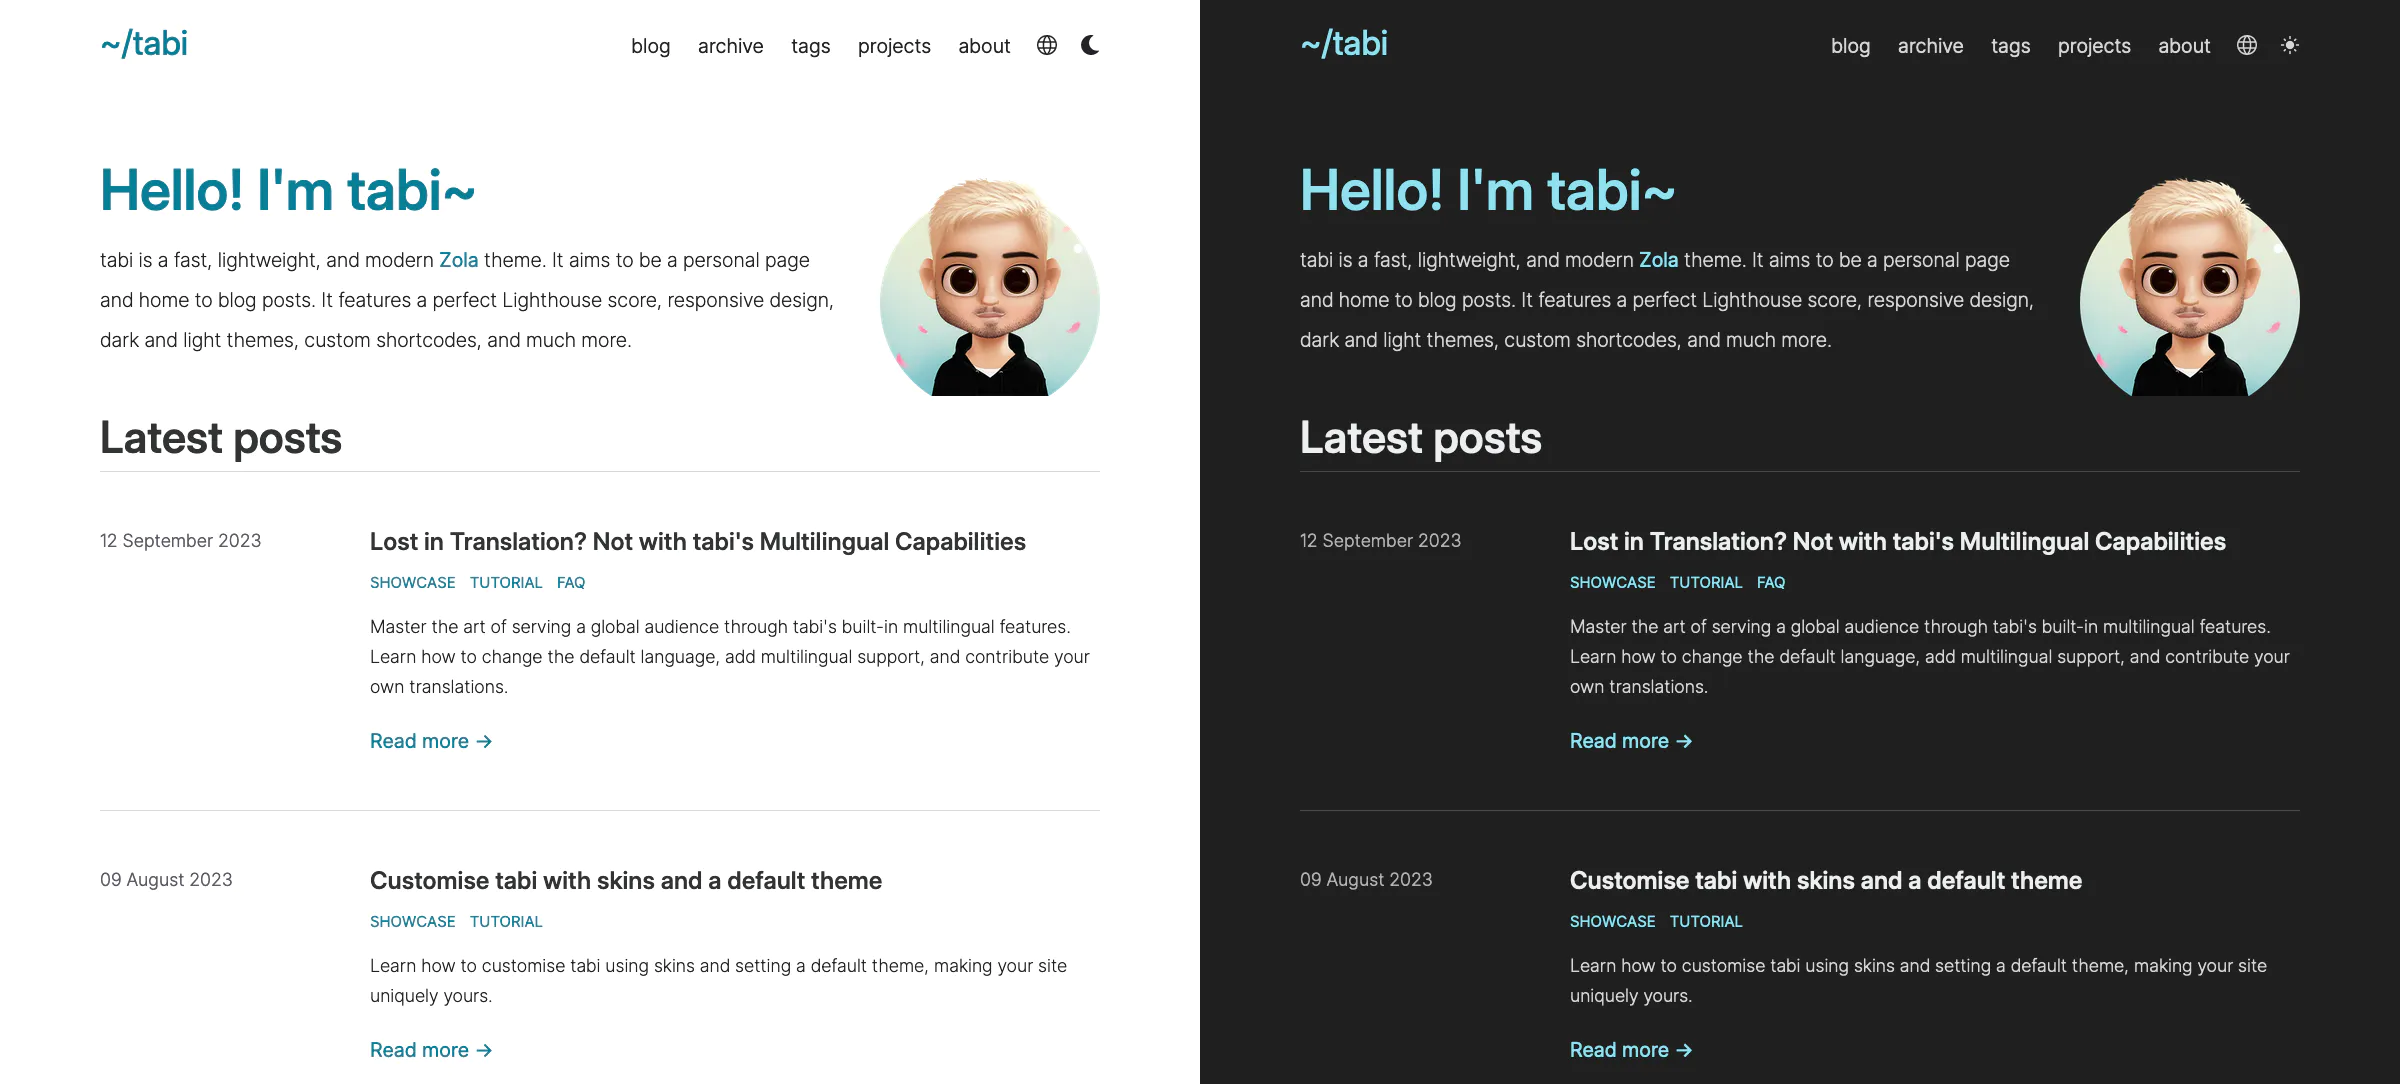 ~/tabi
blog archive tags projects about
Hello! I'm tabi~
tabi is a fast, lightweight, and modern Zola theme. It aims to be a personal page
and home to blog posts. It features a perfect Lighthouse score, responsive design,
dark and light themes, custom shortcodes, and much more.
Latest posts
12 September 2023
Lost in Translation? Not with tabi's Multilingual Capabilities
SHOWCASE TUTORIAL FAQ
Master the art of serving a global audience through tabi's built-in multilingual features.
Learn how to change the default language, add multilingual support, and contribute your
own translations.
Read more →
09 August 2023
Customise tabi with skins and a default theme
SHOWCASE TUTORIAL
Learn how to customise tabi using skins and setting a default theme, making your site
uniquely yours.
Read more →
~/tabi
blog archive tags projects about
Hello! I'm tabi~
tabi is a fast, lightweight, and modern Zola theme. It aims to be a personal page
and home to blog posts. It features a perfect Lighthouse score, responsive design,
dark and light themes, custom shortcodes, and much more.
Latest posts
12 September 2023
Lost in Translation? Not with tabi's Multilingual Capabilities
SHOWCASE TUTORIAL FAQ
Master the art of serving a global audience through tabi's built-in multilingual features.
Learn how to change the default language, add multilingual support, and contribute your
own translations.
Read more →
09 August 2023
Customise tabi with skins and a default theme
SHOWCASE TUTORIAL
Learn how to customise tabi using skins and setting a default theme, making your site
uniquely yours.
Read more →